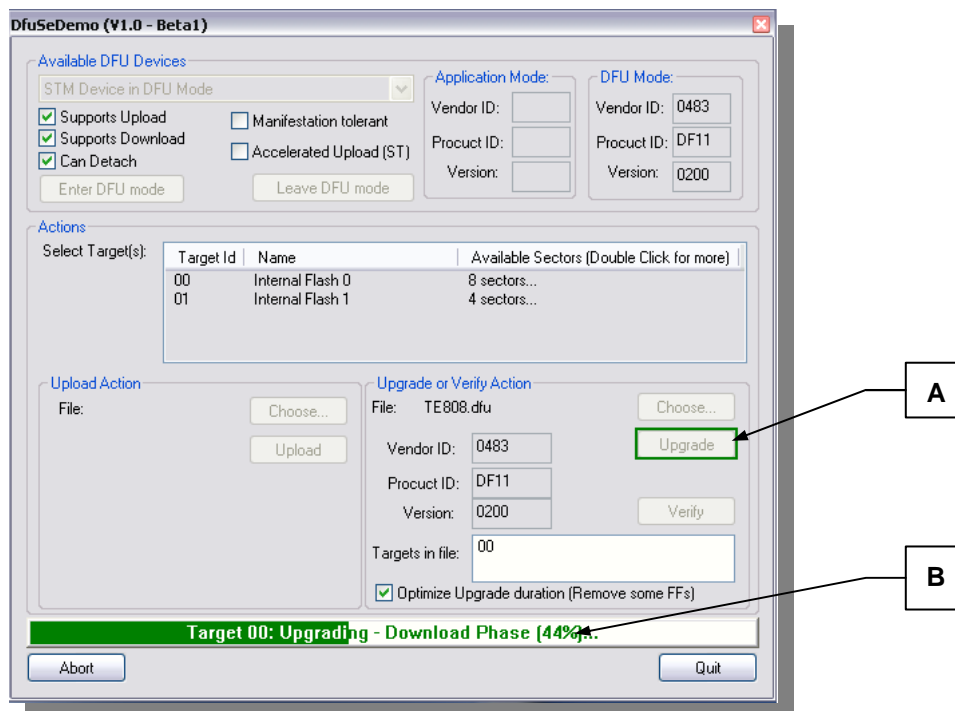 DfuSeDemo (V1.0 - Beta1)
Available DFU Devices
STM Device in DFU Mode
Supports Upload
Supports Download
Can Detach
Manifestation tolerant
Accelerated Upload (ST)
Enter DFU mode
Leave DFU mode
Application Mode:
Vendor ID:
Procuct ID:
Version:
DFU Mode:
Vendor ID: 0483
Procuct ID: DF11
Version: 0200
Actions
Select Target(s):
Target Id Name Available Sectors (Double Click for more)
00 Internal Flash 0 8 sectors...
01 Internal Flash 1 4 sectors...
Upload Action
File:
Choose...
Upload
Upgrade or Verify Action
File: TE808.dfu
Choose...
Upgrade
Vendor ID: 0483
Procuct ID: DF11
Version: 0200
Verify
Targets in file: 00
Optimize Upgrade duration (Remove some FFs)
Target 00: Upgrading - Download Phase (44%)...
Abort
Quit
A
B